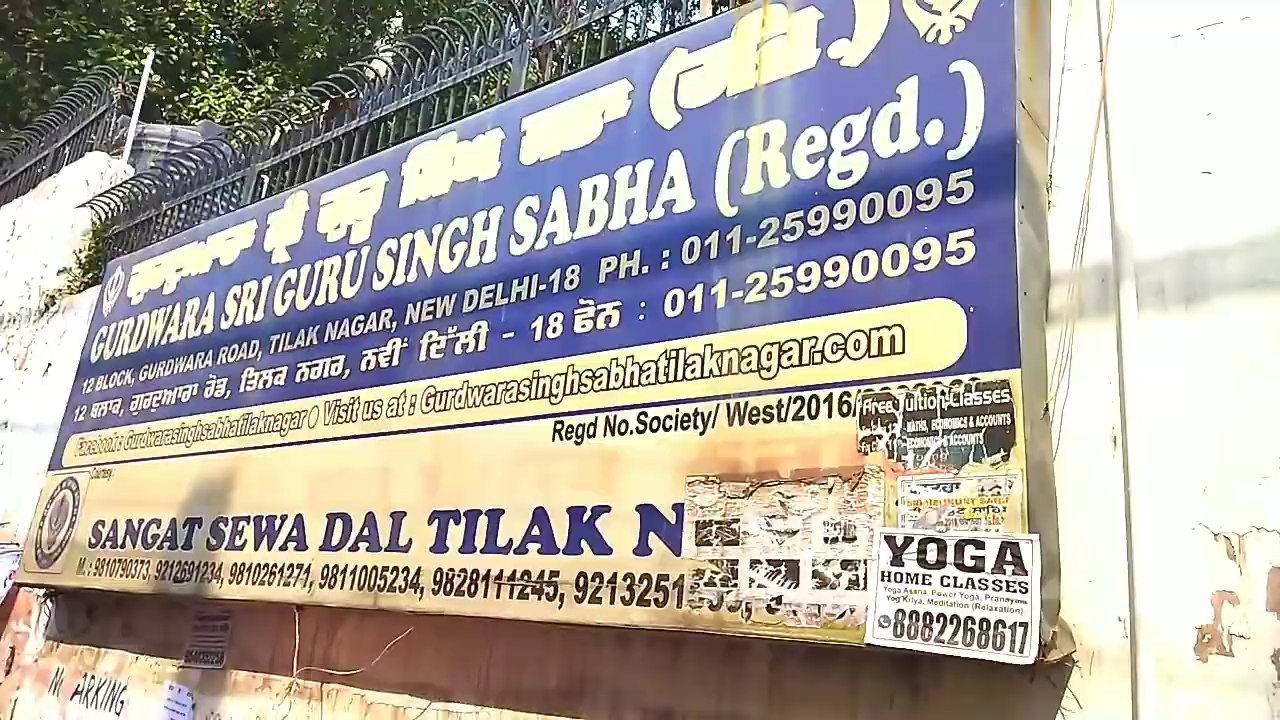 ਗੁਰਦੁਆਰਾ ਸ੍ਰੀ ਗੁਰੂ ਸਿੰਘ ਸਭਾ (ਰਜਿ.)
GURDWARA SRI GURU SINGH SABHA (Regd.)
12 BLOCK, GURDWARA ROAD, TILAK NAGAR, NEW DELHI-18 PH. : 011-25990095
12 ਬਲਾਕ, ਗੁਰਦੁਆਰਾ ਰੋਡ, ਤਿਲਕ ਨਗਰ, ਨਵੀਂ ਦਿੱਲੀ - 18 ਫੋਨ : 011-25990095
Facebook : Gurdwarasinghsabhatilaknagar Visit us at : Gurdwarasinghsabhatilaknagar.com
Regd No.Society/ West/2016/
Free Tuition Classes
MATHS, ECONOMICS & ACCOUNTS
ECONOMICS & ACCOUNTS
Courtesy :
SANGAT SEWA DAL TILAK N
M.: 9810790373, 9212691234, 9810261271, 9811005234, 9828111245, 9213251
YOGA
HOME CLASSES
Yoga Asana, Power Yoga, Pranayam
Yog Kriya, Meditation (Relaxation)
8882268617
ARKING